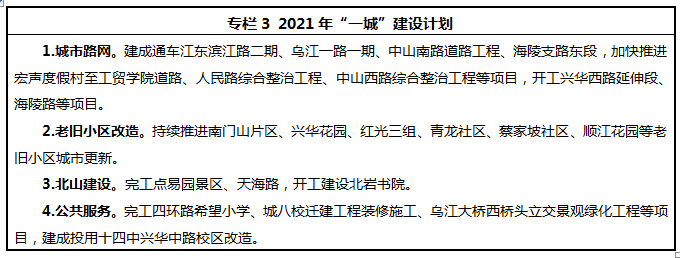 专栏 3  2021 年“一城”建设计划
1.城市路网。建成通车江东滨江路二期、乌江一路一期、中山南路道路工程、海陵支路东段，加快推进
宏声度假村至工贸学院道路、人民路综合整治工程、中山西路综合整治工程等项目，开工兴华西路延伸段、
海陵路等项目。
2.老旧小区改造。持续推进南门山片区、兴华花园、红光三组、青龙社区、蔡家坡社区、顺江花园等老
旧小区城市更新。
3.北山建设。完工点易园景区、天海路，开工建设北岩书院。
4.公共服务。完工四环路希望小学、城八校迁建工程装修施工、乌江大桥西桥头立交景观绿化工程等项
目，建成投用十四中兴华中路校区改造。